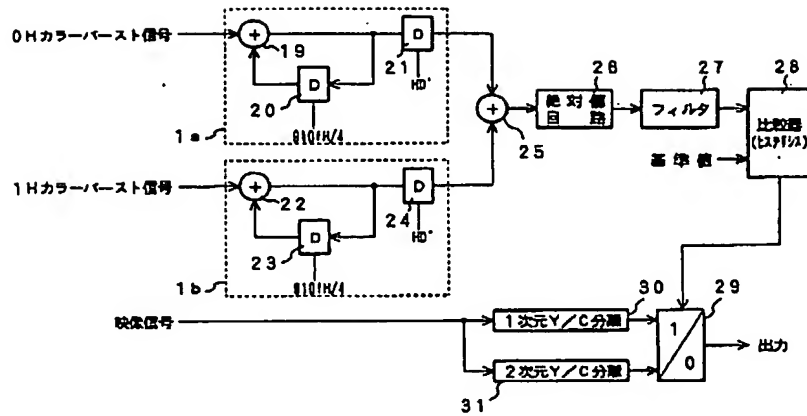 0Hカラーバースト信号
+
19
D
20
D
21
HD'
910fH/4
1a
1Hカラーバースト信号
+
22
D
23
D
24
HD'
910fH/4
1b
+
25
26
絶対値
回路
27
フィルタ
28
比較器
(ヒステリシス)
基準値
映像信号
30
1次元Y/C分離
31
2次元Y/C分離
29
1
0
出力